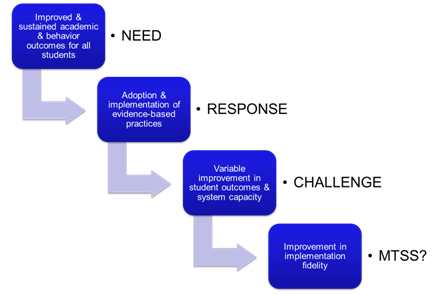 Improved &
sustained academic
& behavior
outcomes for all
students
• NEED
Adoption &
implementation of
evidence-based
practices
• RESPONSE
Variable
improvement in
student outcomes &
system capacity
• CHALLENGE
Improvement in
implementation
fidelity
• MTSS?